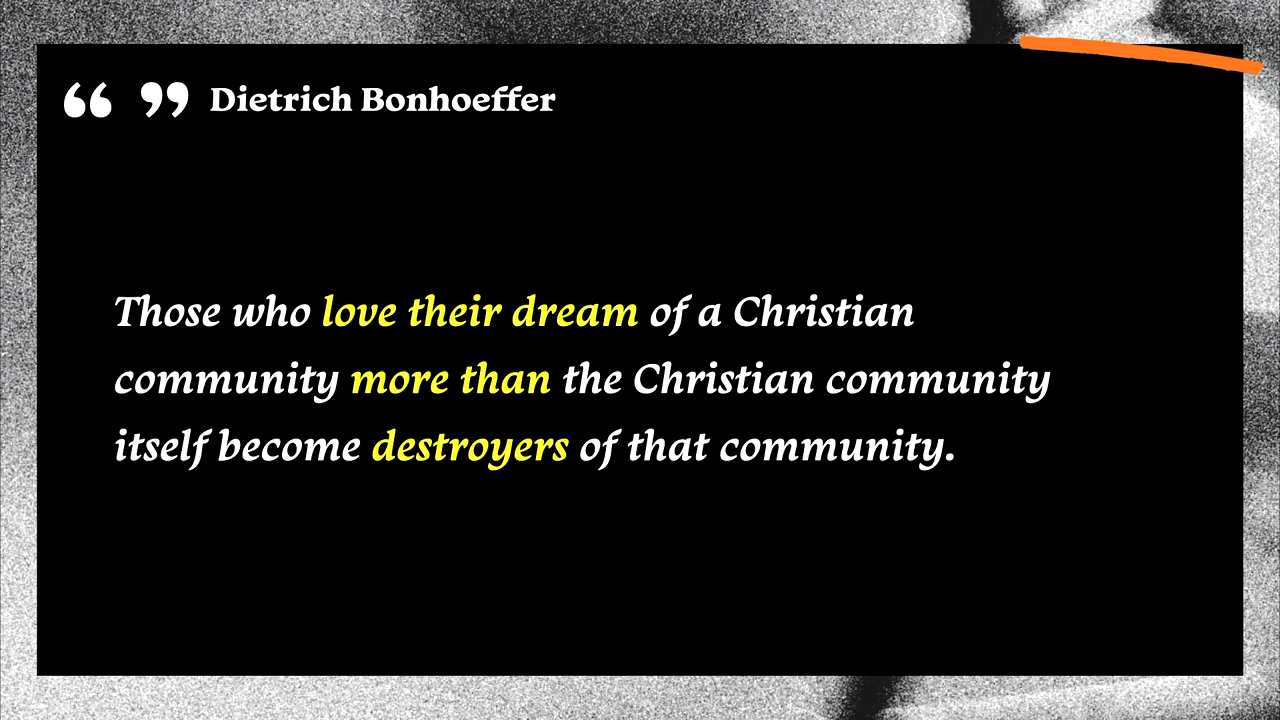 “ ” Dietrich Bonhoeffer
Those who love their dream of a Christian
community more than the Christian community
itself become destroyers of that community.